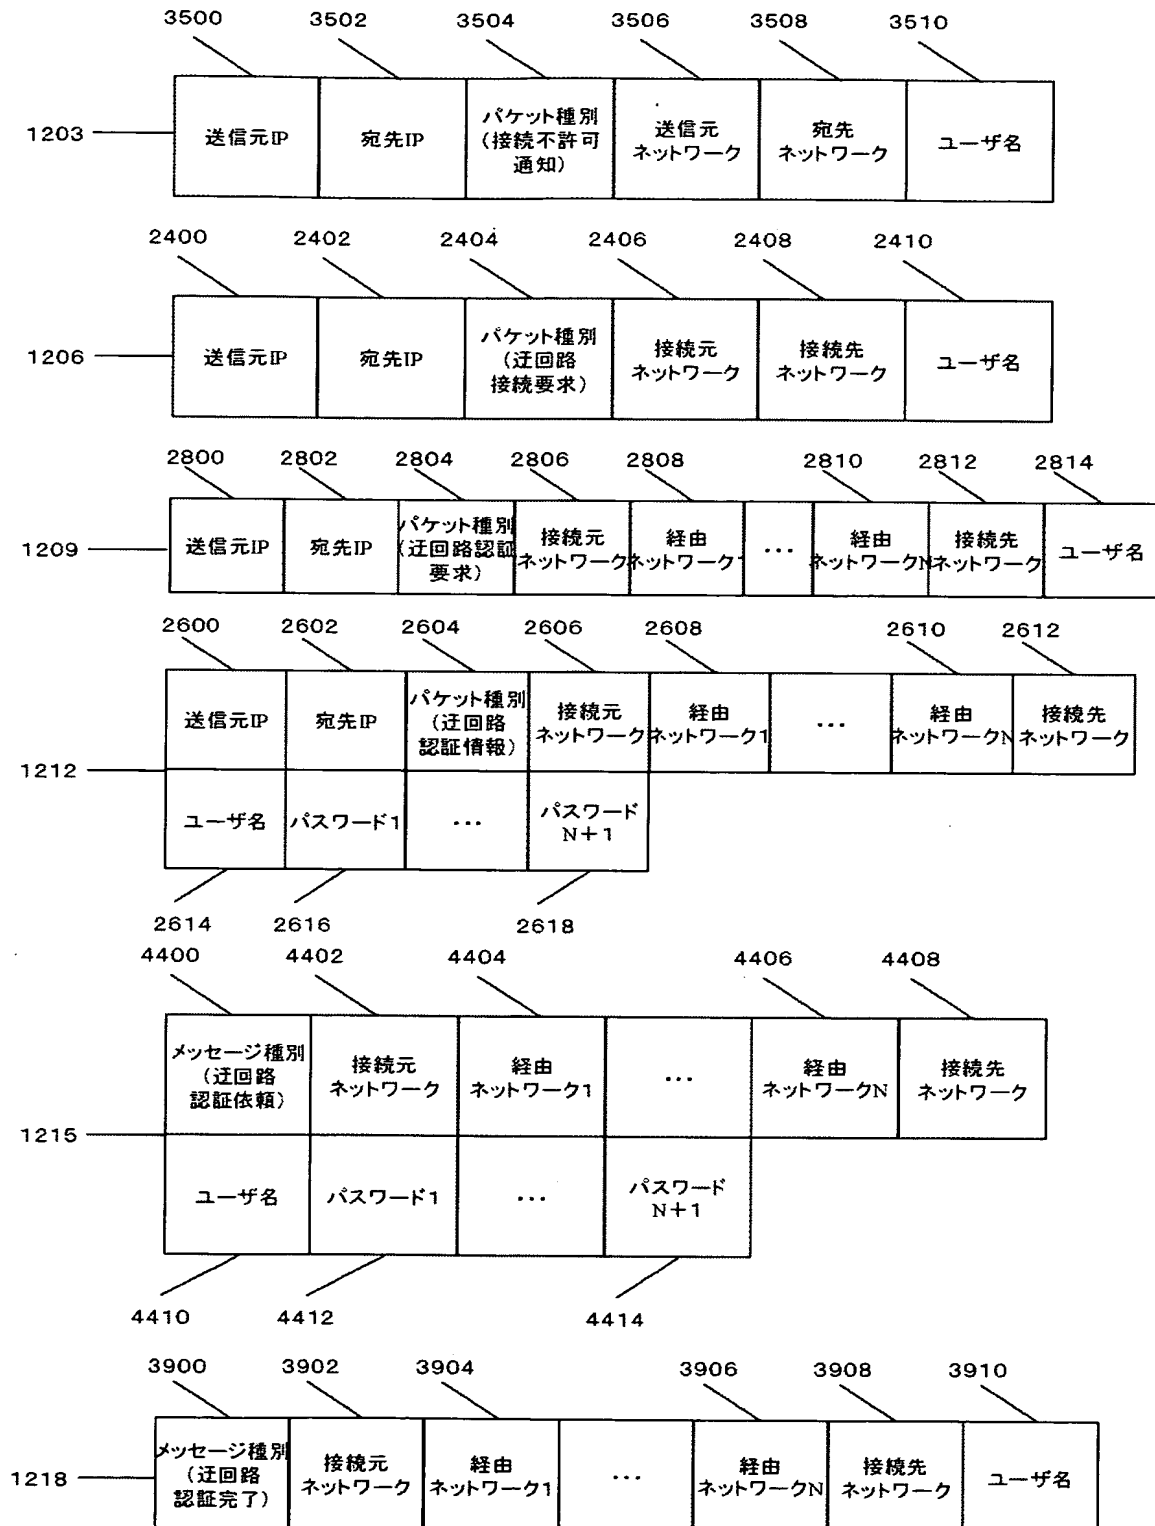 3500 3502 3504 3506 3508 3510
1203
送信元IP
宛先IP
パケット種別
(接続不許可
通知)
送信元
ネットワーク
宛先
ネットワーク
ユーザ名
2400 2402 2404 2406 2408 2410
1206
送信元IP
宛先IP
パケット種別
(迂回路
接続要求)
接続元
ネットワーク
接続先
ネットワーク
ユーザ名
2800 2802 2804 2806 2808 2810 2812 2814
1209
送信元IP
宛先IP
パケット種別
(迂回路認証
要求)
接続元
ネットワーク
経由
ネットワーク1
...
経由
ネットワークN
接続先
ネットワーク
ユーザ名
2600 2602 2604 2606 2608 2610 2612
1212
送信元IP
宛先IP
パケット種別
(迂回路
認証情報)
接続元
ネットワーク
経由
ネットワーク1
...
経由
ネットワークN
接続先
ネットワーク
ユーザ名
パスワード1
...
パスワード
N+1
2614 2616 2618
4400 4402 4404 4406 4408
1215
メッセージ種別
(迂回路
認証依頼)
接続元
ネットワーク
経由
ネットワーク1
...
経由
ネットワークN
接続先
ネットワーク
ユーザ名
パスワード1
...
パスワード
N+1
4410 4412 4414
3900 3902 3904 3906 3908 3910
1218
メッセージ種別
(迂回路
認証完了)
接続元
ネットワーク
経由
ネットワーク1
...
経由
ネットワークN
接続先
ネットワーク
ユーザ名